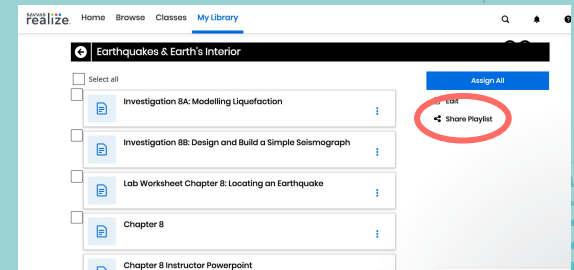 SAVVAS
realize.
Home Browse Classes My Library
Earthquakes & Earth's Interior
Select all
Assign All
Investigation 8A: Modelling Liquefaction
Edit
Share Playlist
Investigation 8B: Design and Build a Simple Seismograph
Lab Worksheet Chapter 8: Locating an Earthquake
Chapter 8
Chapter 8 Instructor Powerpoint